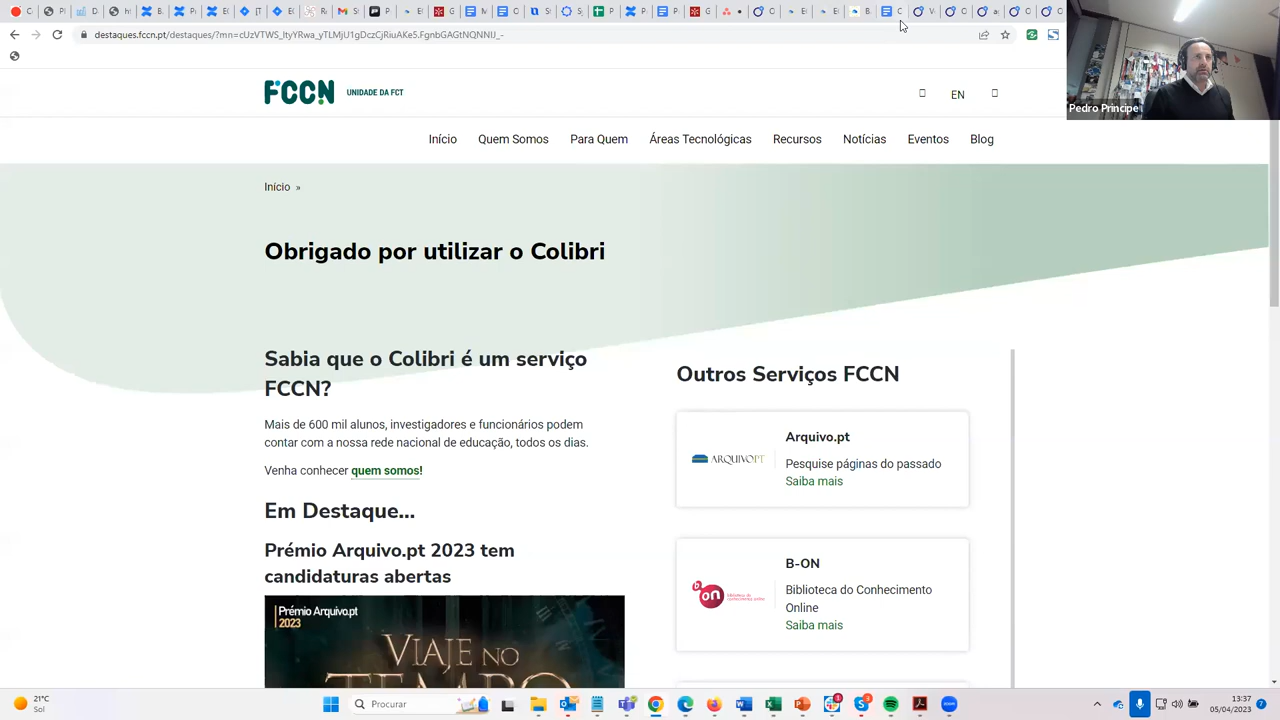 destaques.fccn.pt/destaques/?mn=cUzVTWS_ItyYRwa_yTLMjU1gDczCjRiuAKe5.FgnbGAGtNQNNIJ_-
FCCN UNIDADE DA FCT
EN
Pedro Principe
Início Quem Somos Para Quem Áreas Tecnológicas Recursos Notícias Eventos Blog
Início »
Obrigado por utilizar o Colibri
Sabia que o Colibri é um serviço
FCCN?
Mais de 600 mil alunos, investigadores e funcionários podem
contar com a nossa rede nacional de educação, todos os dias.
Venha conhecer quem somos!
Em Destaque...
Prémio Arquivo.pt 2023 tem
candidaturas abertas
Prémio Arquivo.pt
2023
VIAJE NO
TEMPO
Outros Serviços FCCN
ARQUIVO.PT
Arquivo.pt
Pesquise páginas do passado
Saiba mais
b on
B-ON
Biblioteca do Conhecimento
Online
Saiba mais
21°C
Sol
Procurar
13:37
05/04/2023